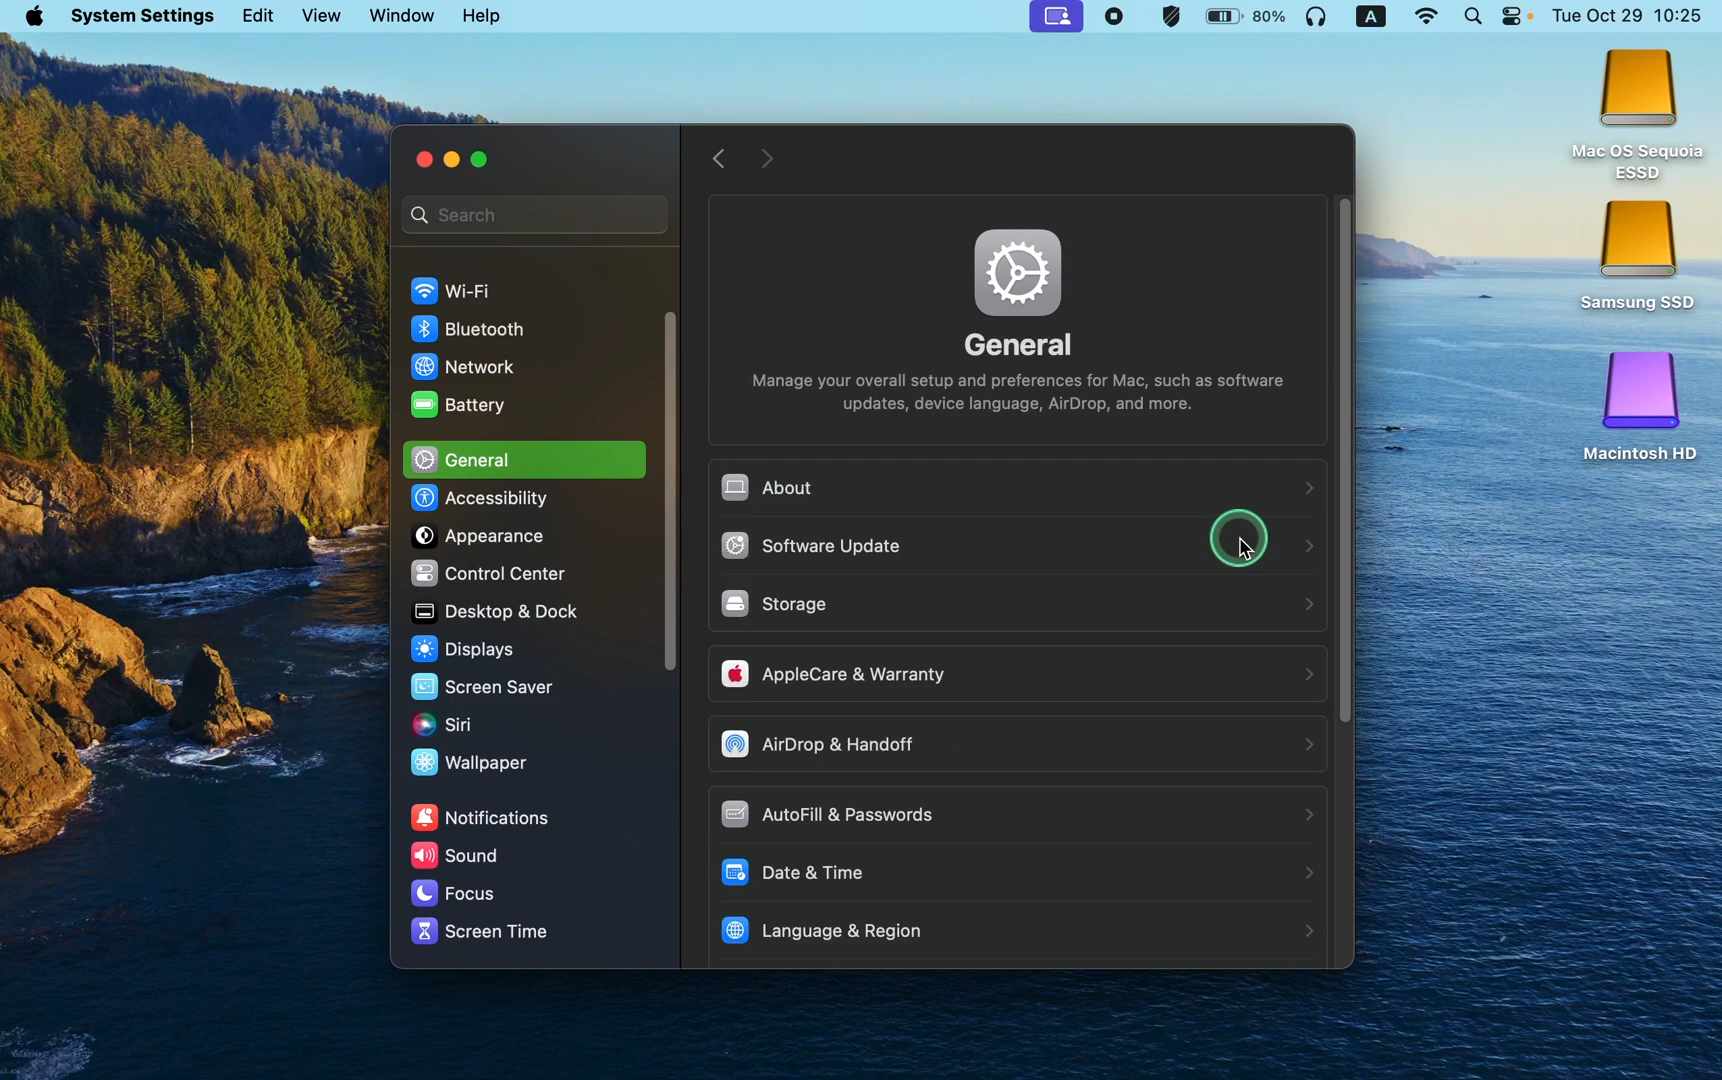 System Settings Edit View Window Help 80% A Tue Oct 29 10:25
Mac OS Sequoia
ESSD
Samsung SSD
Macintosh HD
Search
Wi-Fi
Bluetooth
Network
Battery
General
Accessibility
Appearance
Control Center
Desktop & Dock
Displays
Screen Saver
Siri
Wallpaper
Notifications
Sound
Focus
Screen Time
General
Manage your overall setup and preferences for Mac, such as software
updates, device language, AirDrop, and more.
About
Software Update
Storage
AppleCare & Warranty
AirDrop & Handoff
AutoFill & Passwords
Date & Time
Language & Region